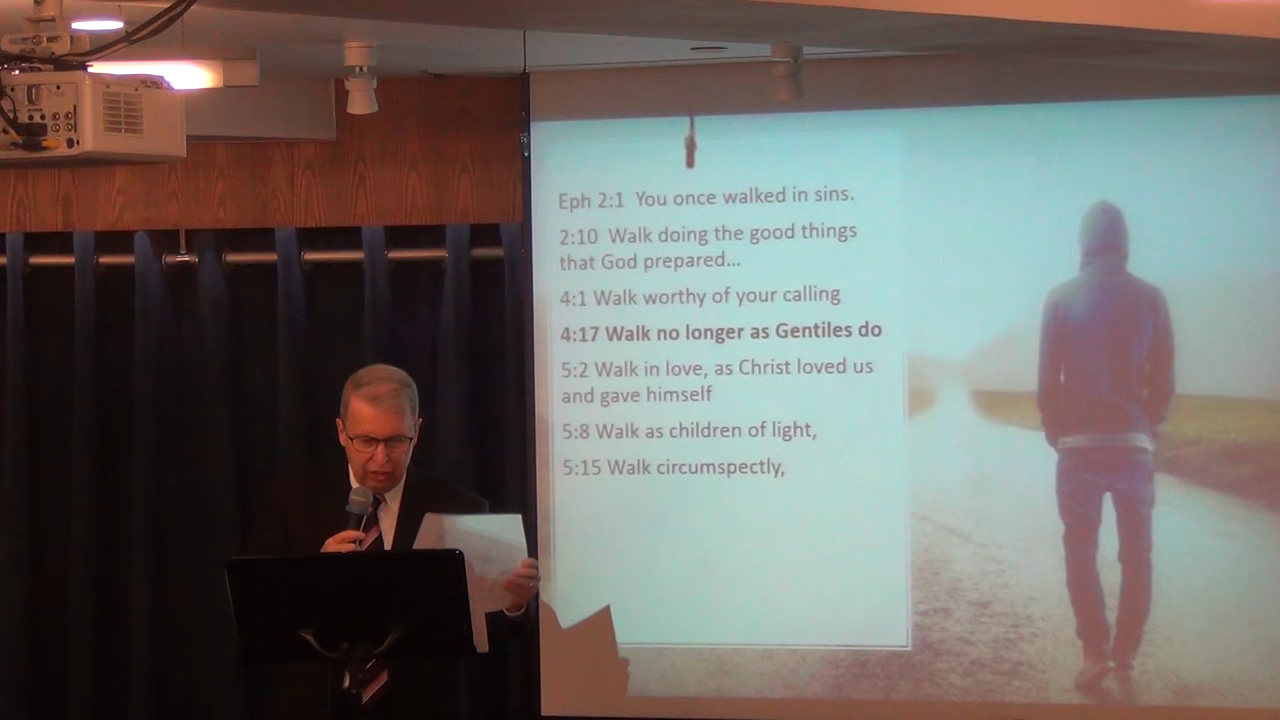 Eph 2:1 You once walked in sins.
2:10 Walk doing the good things
that God prepared...
4:1 Walk worthy of your calling
4:17 Walk no longer as Gentiles do
5:2 Walk in love, as Christ loved us
and gave himself
5:8 Walk as children of light,
5:15 Walk circumspectly,